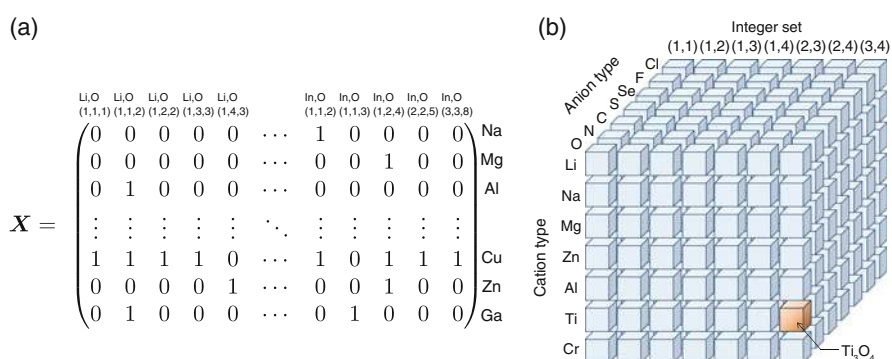 (a)
Li,O Li,O Li,O Li,O Li,O In,O In,O In,O In,O In,O
(1,1,1) (1,1,2) (1,2,2) (1,3,3) (1,4,3) (1,1,2) (1,1,3) (1,2,4) (2,2,5) (3,3,8)
0 0 0 0 0 ⋯ 1 0 0 0 0 Na
0 0 0 0 0 ⋯ 0 0 1 0 0 Mg
0 1 0 0 0 ⋯ 0 0 0 0 0 Al
X = ⋮ ⋮ ⋮ ⋮ ⋮ ⋱ ⋮ ⋮ ⋮ ⋮ ⋮
1 1 1 1 0 ⋯ 1 0 1 1 1 Cu
0 0 0 0 1 ⋯ 0 0 1 0 0 Zn
0 1 0 0 0 ⋯ 0 1 0 0 0 Ga
(b)
Integer set
(1,1) (1,2) (1,3) (1,4) (2,3) (2,4) (3,4)
Anion type
Cl
F
Se
S
C
N
O
Cation type
Li
Na
Mg
Zn
Al
Ti
Cr
Ti₃O₄